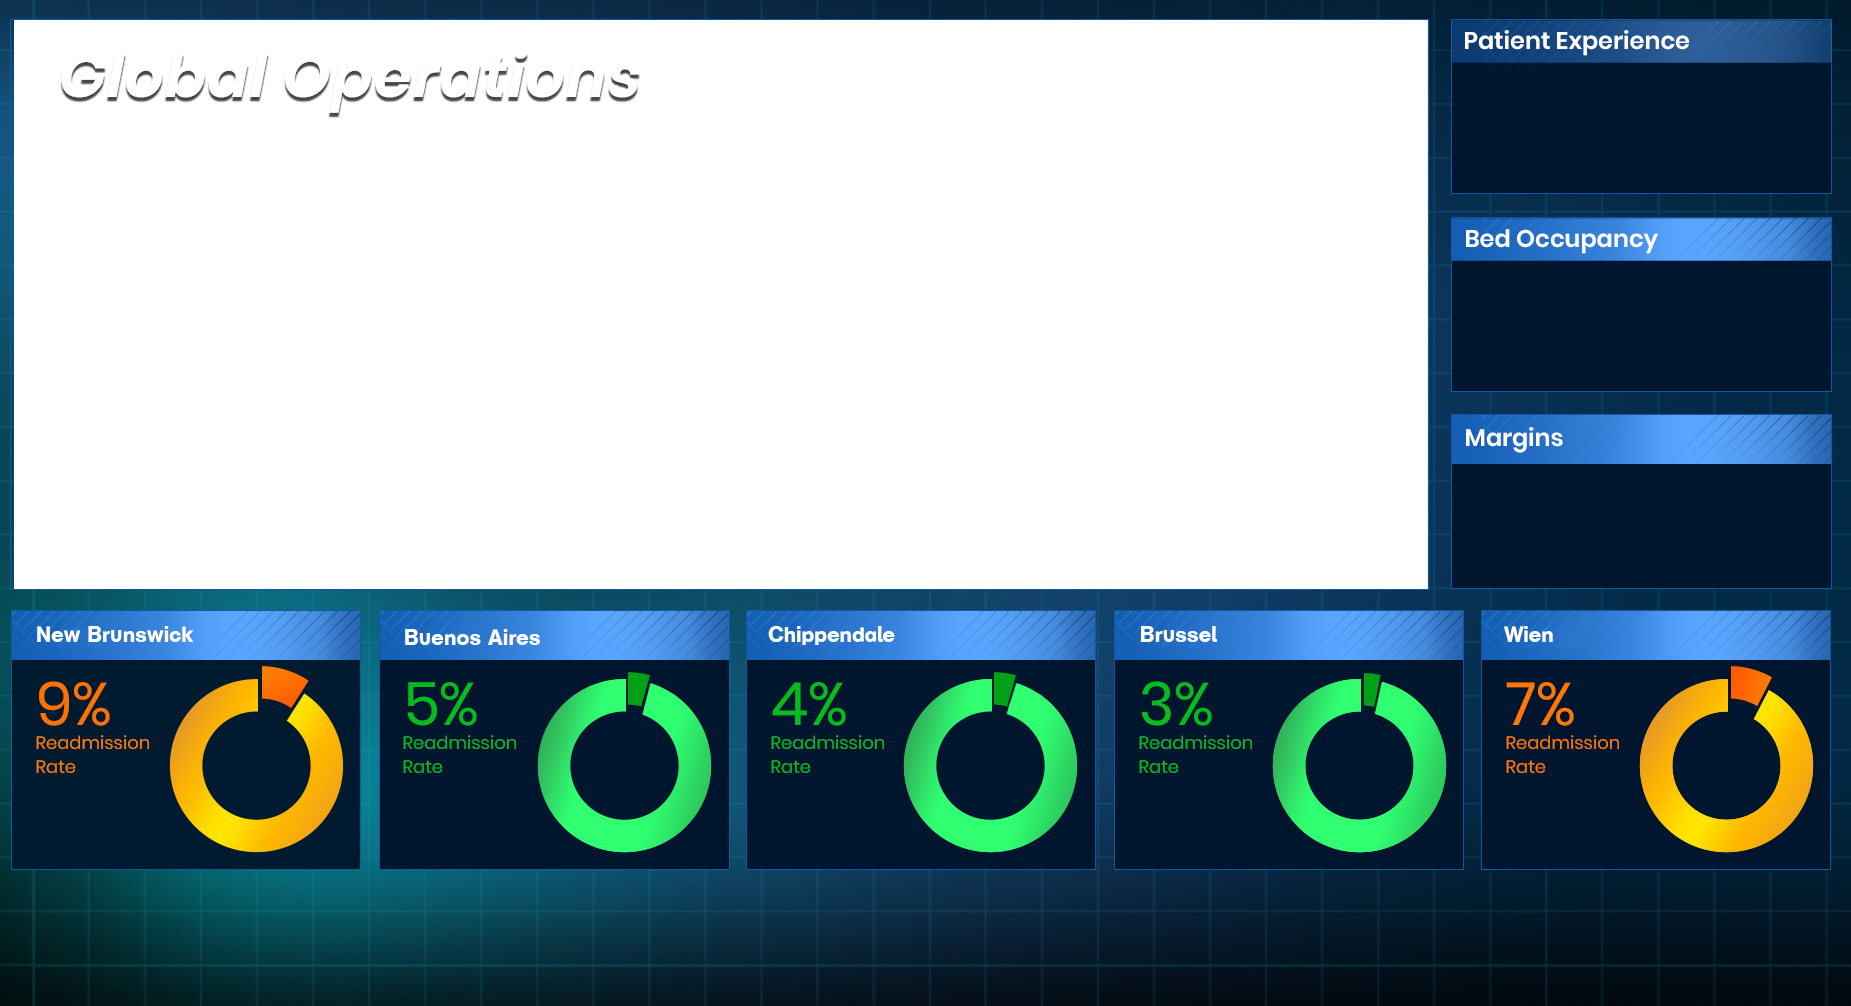 Global Operations
Patient Experience
Bed Occupancy
Margins
New Brunswick
9%
Readmission
Rate
Buenos Aires
5%
Readmission
Rate
Chippendale
4%
Readmission
Rate
Brussel
3%
Readmission
Rate
Wien
7%
Readmission
Rate